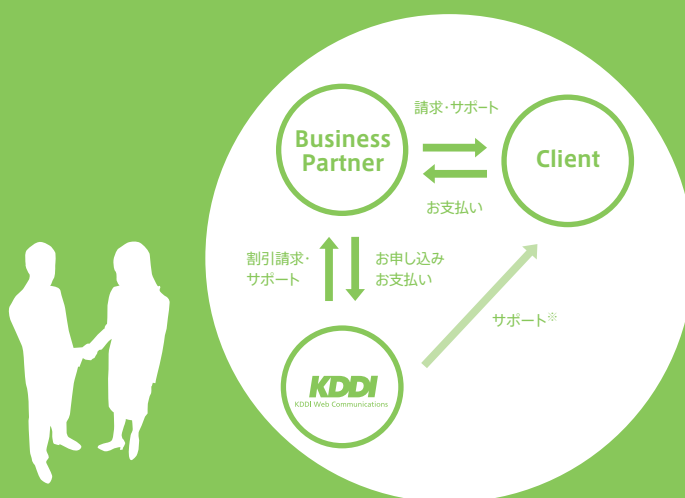 請求・サポート
Business
Partner
Client
お支払い
割引請求・
サポート
お申し込み
お支払い
サポート※
KDDI
KDDI Web Communications